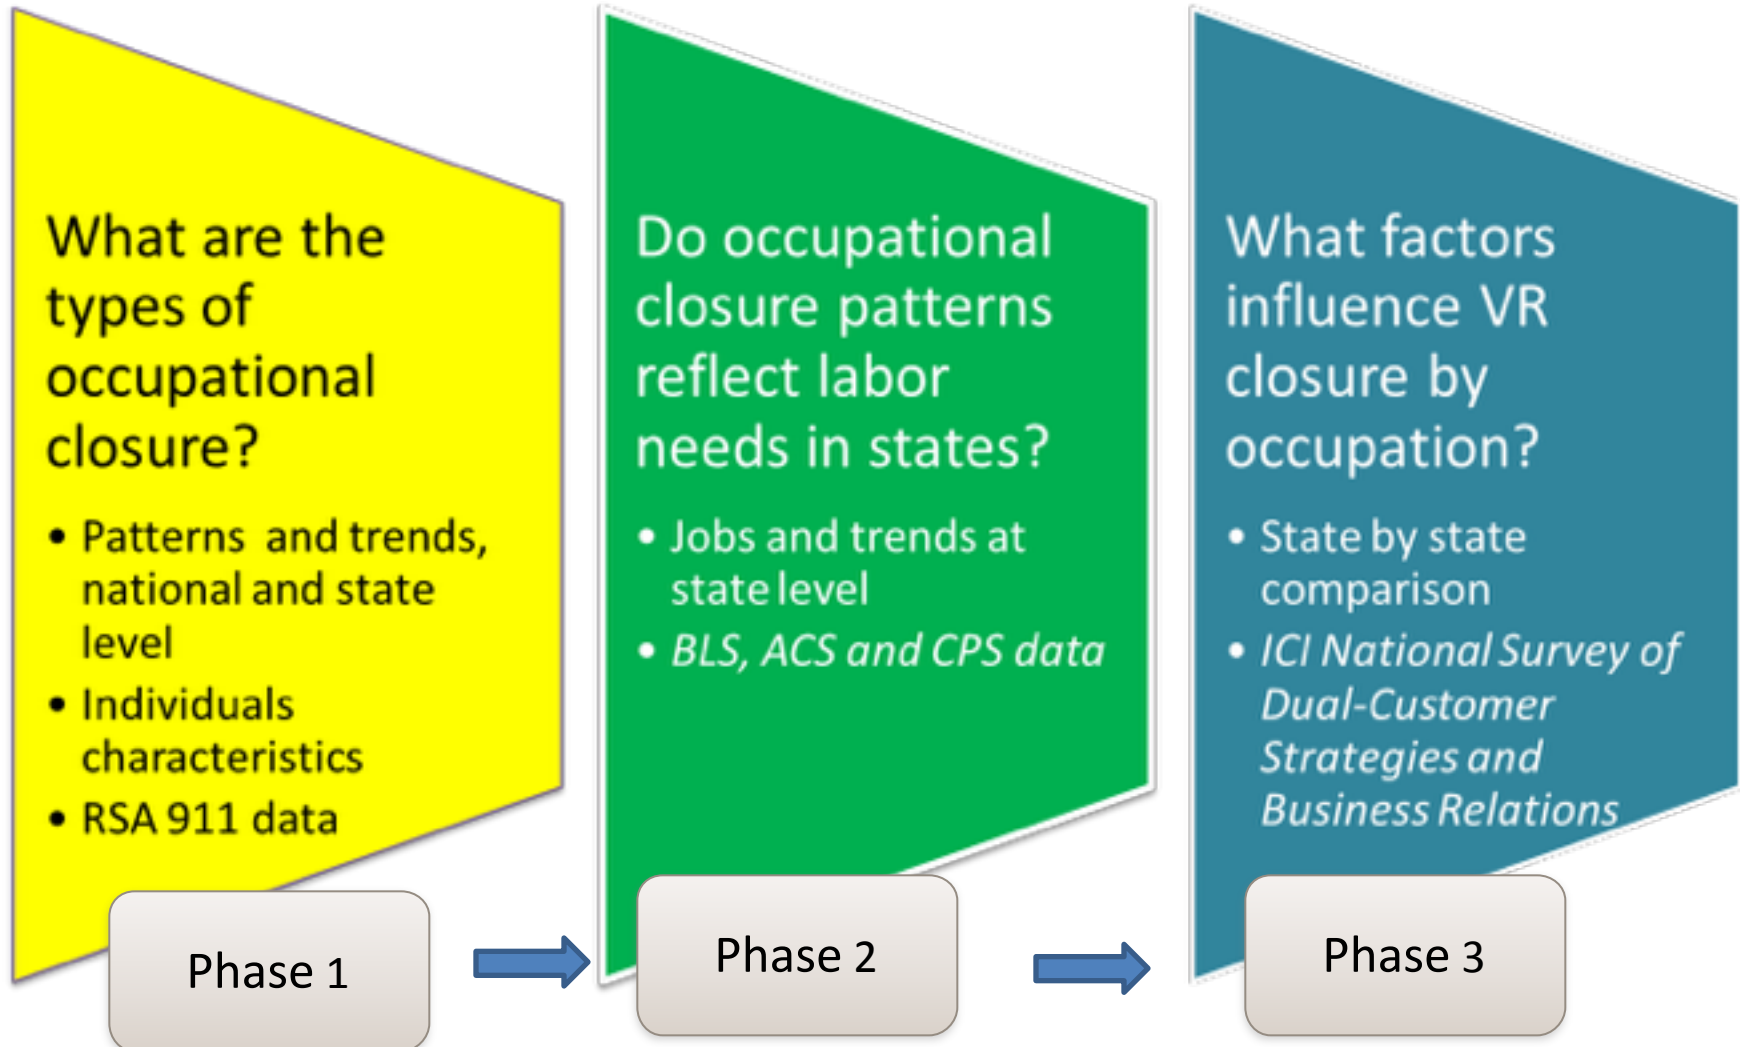 What are the
types of
occupational
closure?
• Patterns  and trends,
national and state
level
• Individuals
characteristics
• RSA 911 data
Phase 1
Do occupational
closure patterns
reflect labor
needs in states?
• Jobs and trends at
state level
• BLS, ACS and CPS data
Phase 2
What factors
influence VR
closure by
occupation?
• State by state
comparison
• ICI National Survey of
Dual-Customer
Strategies and
Business Relations
Phase 3